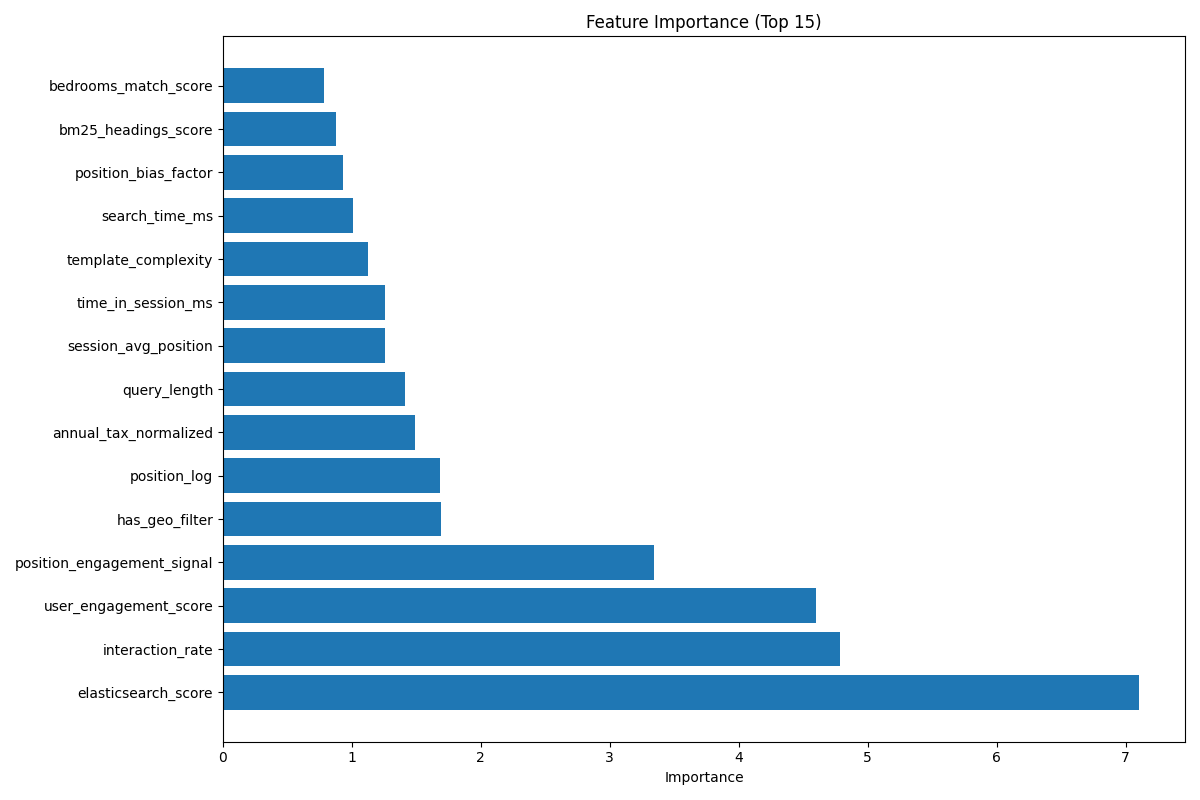 Feature Importance (Top 15)
bedrooms_match_score
bm25_headings_score
position_bias_factor
search_time_ms
template_complexity
time_in_session_ms
session_avg_position
query_length
annual_tax_normalized
position_log
has_geo_filter
position_engagement_signal
user_engagement_score
interaction_rate
elasticsearch_score
0 1 2 3 4 5 6 7
Importance